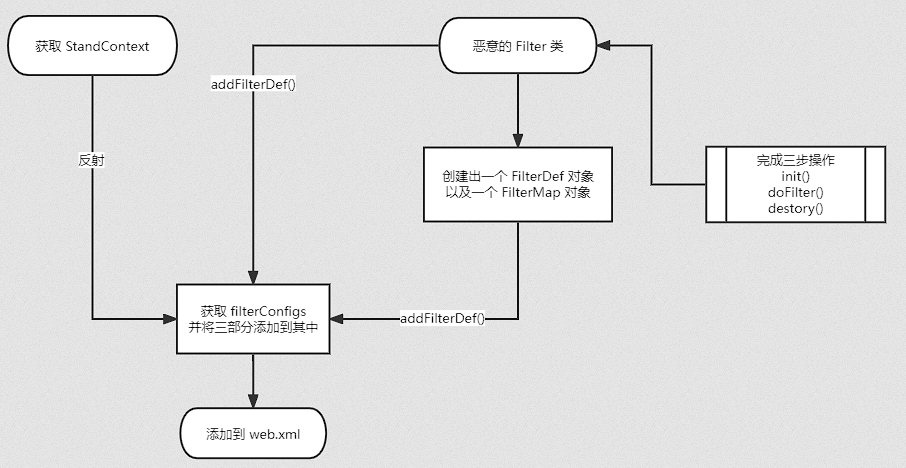 获取 StandContext
恶意的 Filter 类
addFilterDef()
反射
创建出一个 FilterDef 对象
以及一个 FilterMap 对象
完成三步操作
init()
doFilter()
destory()
获取 filterConfigs
并将三部分添加到其中
addFilterDef()
添加到 web.xml